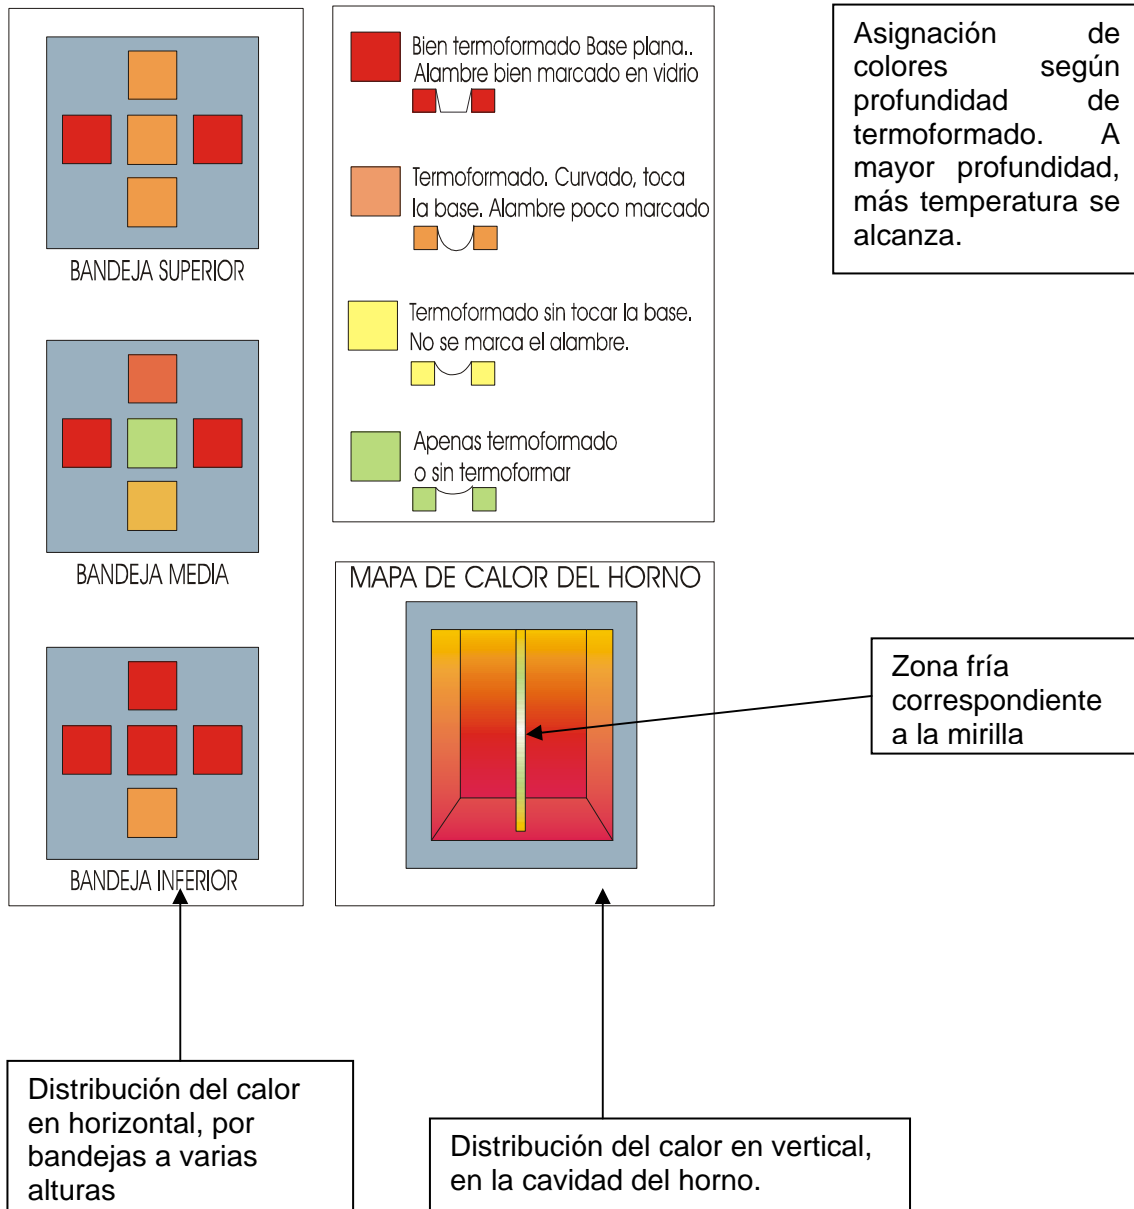 BANDEJA SUPERIOR
BANDEJA MEDIA
BANDEJA INFERIOR
Bien termoformado Base plana..
Alambre bien marcado en vidrio
Termoformado. Curvado, toca
la base. Alambre poco marcado
Termoformado sin tocar la base.
No se marca el alambre.
Apenas termoformado
o sin termoformar
MAPA DE CALOR DEL HORNO
Asignación de
colores según
profundidad de
termoformado. A
mayor profundidad,
más temperatura se
alcanza.
Zona fría
correspondiente
a la mirilla
Distribución del calor
en horizontal, por
bandejas a varias
alturas
Distribución del calor en vertical,
en la cavidad del horno.